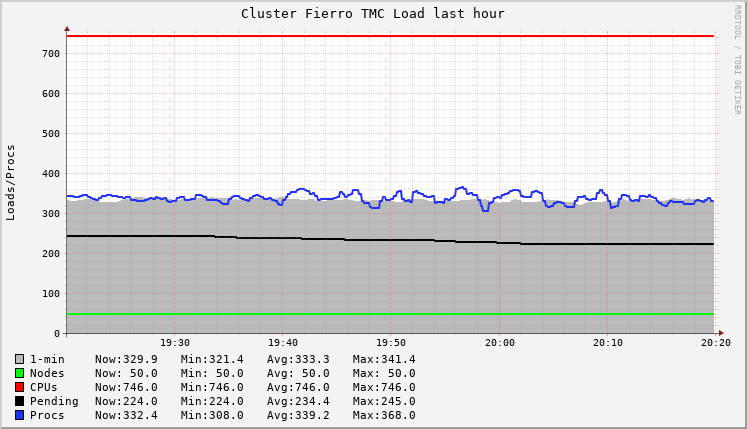 Cluster Fierro TMC Load last hour
RRDTOOL / TOBI OETIKER
Loads/Procs
700
600
500
400
300
200
100
0
19:30 19:40 19:50 20:00 20:10 20:20
1-min Now:329.9 Min:321.4 Avg:333.3 Max:341.4
Nodes Now: 50.0 Min: 50.0 Avg: 50.0 Max: 50.0
CPUs Now:746.0 Min:746.0 Avg:746.0 Max:746.0
Pending Now:224.0 Min:224.0 Avg:234.4 Max:245.0
Procs Now:332.4 Min:308.0 Avg:339.2 Max:368.0